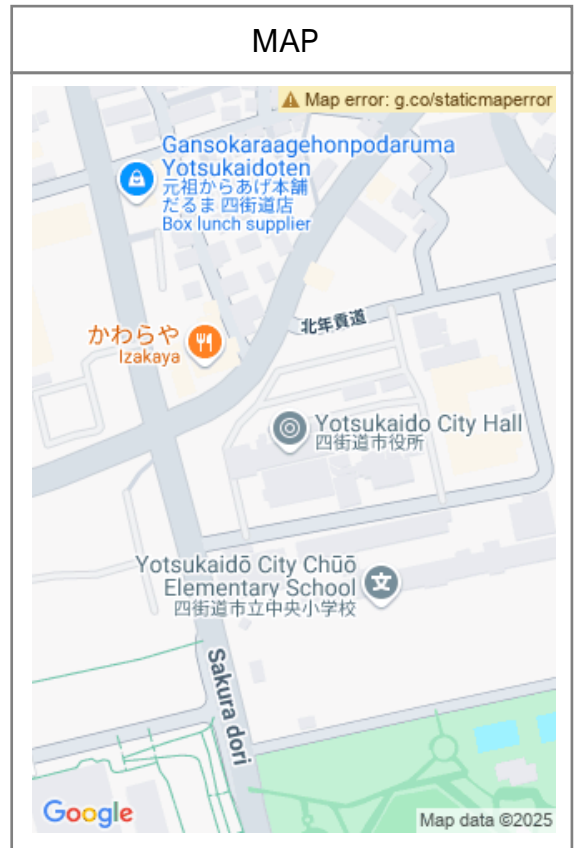 MAP
Map error: g.co/staticmaperror
Gansokaraagehonpodaruma
Yotsukaidoten
元祖からあげ本舗
だるま 四街道店
Box lunch supplier
北年貢道
かわらや
Izakaya
Yotsukaido City Hall
四街道市役所
Yotsukaidō City Chūō
Elementary School
四街道市立中央小学校
Sakura dori
Google
Map data ©2025